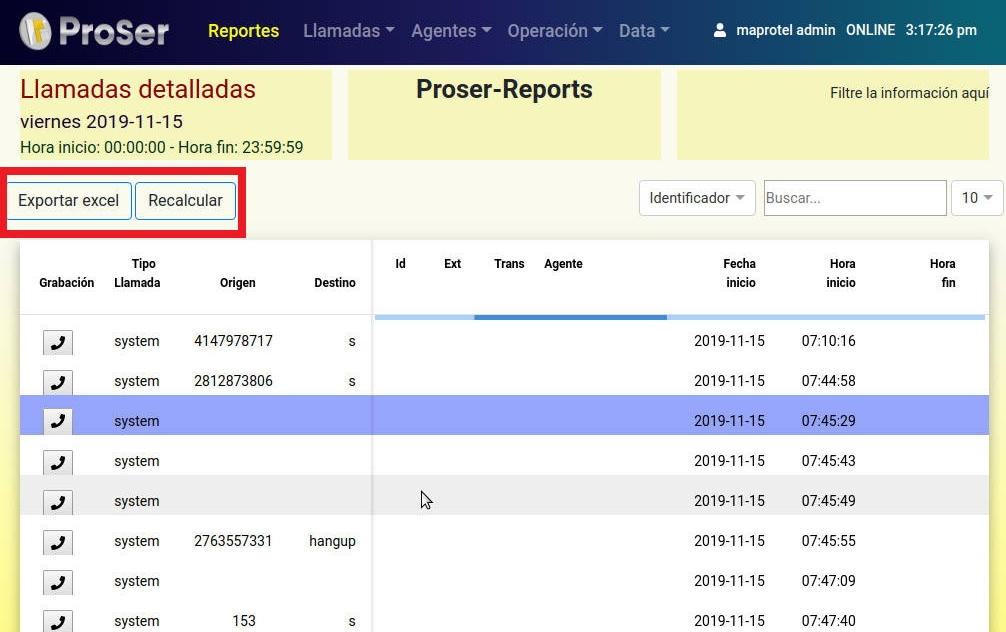 ProSer Reportes Llamadas Agentes Operación Data maprotel admin ONLINE 3:17:26 pm
Llamadas detalladas
viernes 2019-11-15
Hora inicio: 00:00:00 - Hora fin: 23:59:59
Proser-Reports
Filtre la información aquí
Exportar excel Recalcular Identificador Buscar... 10
Grabación Tipo Llamada Origen Destino Id Ext Trans Agente Fecha inicio Hora inicio Hora fin
system 4147978717 s 2019-11-15 07:10:16
system 2812873806 s 2019-11-15 07:44:58
system 2019-11-15 07:45:29
system 2019-11-15 07:45:43
system 2019-11-15 07:45:49
system 2763557331 hangup 2019-11-15 07:45:55
system 2019-11-15 07:47:09
system 153 s 2019-11-15 07:47:40